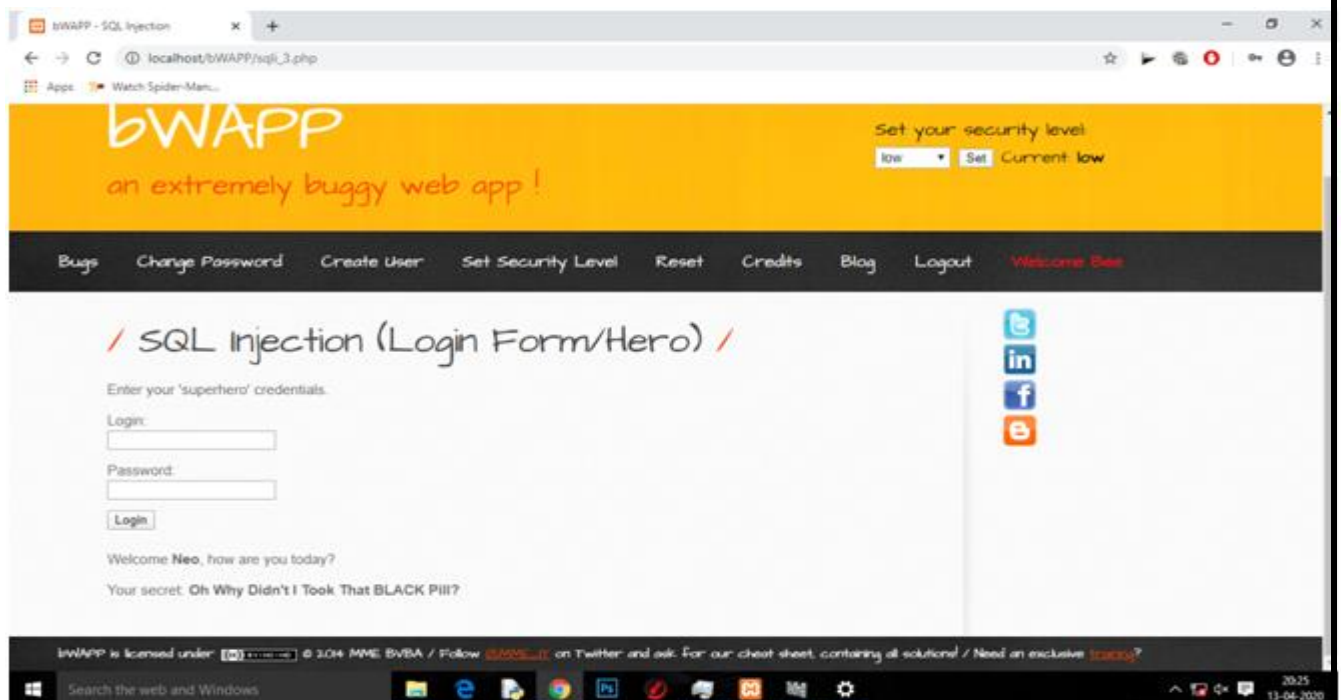 bWAPP - SQL Injection
localhost/bWAPP/sqli_3.php
Apps Watch Spider-Man:...
bWAPP
an extremely buggy web app !
Set your security level:
low Set Current: low
Bugs Change Password Create User Set Security Level Reset Credits Blog Logout Welcome Bee
/ SQL Injection (Login Form/Hero) /
Enter your 'superhero' credentials.
Login:
Password:
Login
Welcome Neo, how are you today?
Your secret: Oh Why Didn't I Took That BLACK Pill?
bWAPP is licensed under © 2014 MME BVBA / Follow @MME_IT on Twitter and ask for our cheat sheet, containing all solutions! / Need an exclusive training?
Search the web and Windows
20:25
13-04-2020